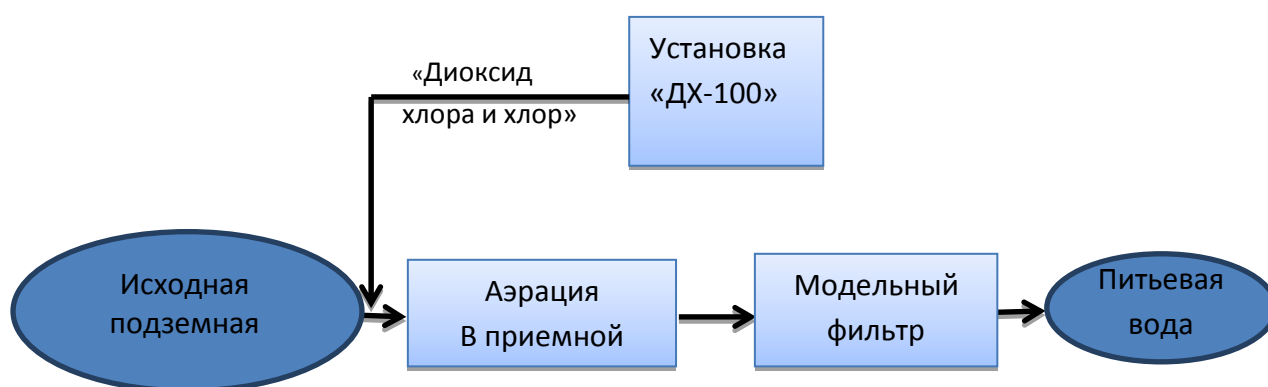 Установка
«ДХ-100»
«Диоксид
хлора и хлор»
Исходная
подземная
Аэрация
В приемной
Модельный
фильтр
Питьевая
вода